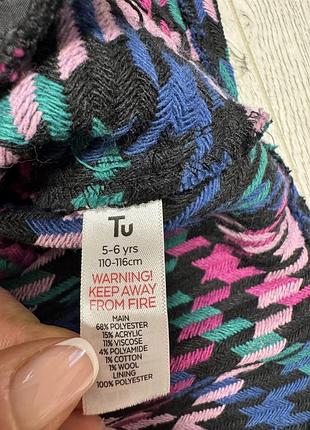 Tu
5-6 yrs
110-116cm
WARNING!
KEEP AWAY
FROM FIRE
MAIN
68% POLYESTER
15% ACRYLIC
11% VISCOSE
4% POLYAMIDE
1% COTTON
1% WOOL
LINING
100% POLYESTER